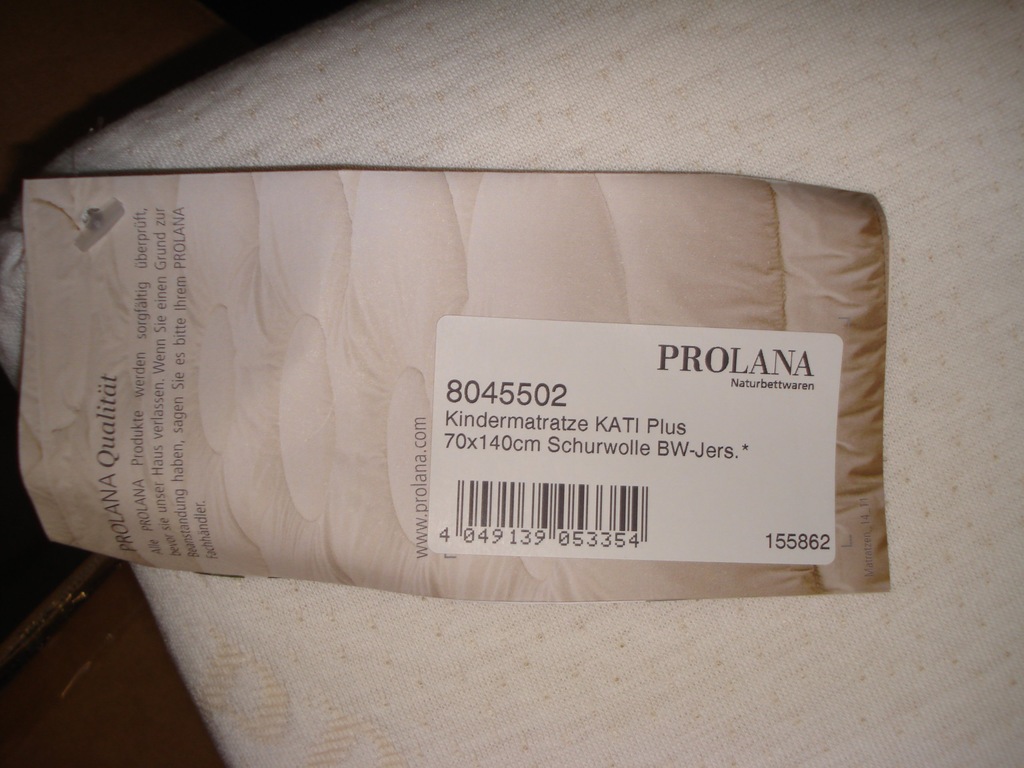 PROLANA
Naturbettwaren
8045502
Kindermatratze KATI Plus
70x140cm Schurwolle BW-Jers.*
4 049139 053354
155862
www.prolana.com
PROLANA Qualität
Alle PROLANA Produkte werden sorgfältig überprüft,
bevor sie unser Haus verlassen. Wenn Sie einen Grund zur
Beanstandung haben, sagen Sie es bitte Ihrem PROLANA
Fachhändler.
Matratzen_14_11